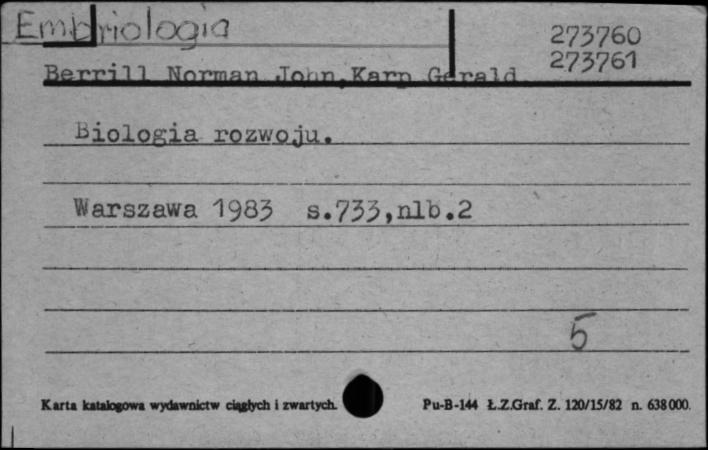 Embriologia
273760
273761
Berrill Norman John,Karp Gerald
Biologia rozwoju.
Warszawa 1983 s.733,nlb.2
5
Karta katalogowa wydawnictw ciągłych i zwartych.
Pu-B-144 Ł.Z.Graf. Z. 120/15/82 n. 638000.